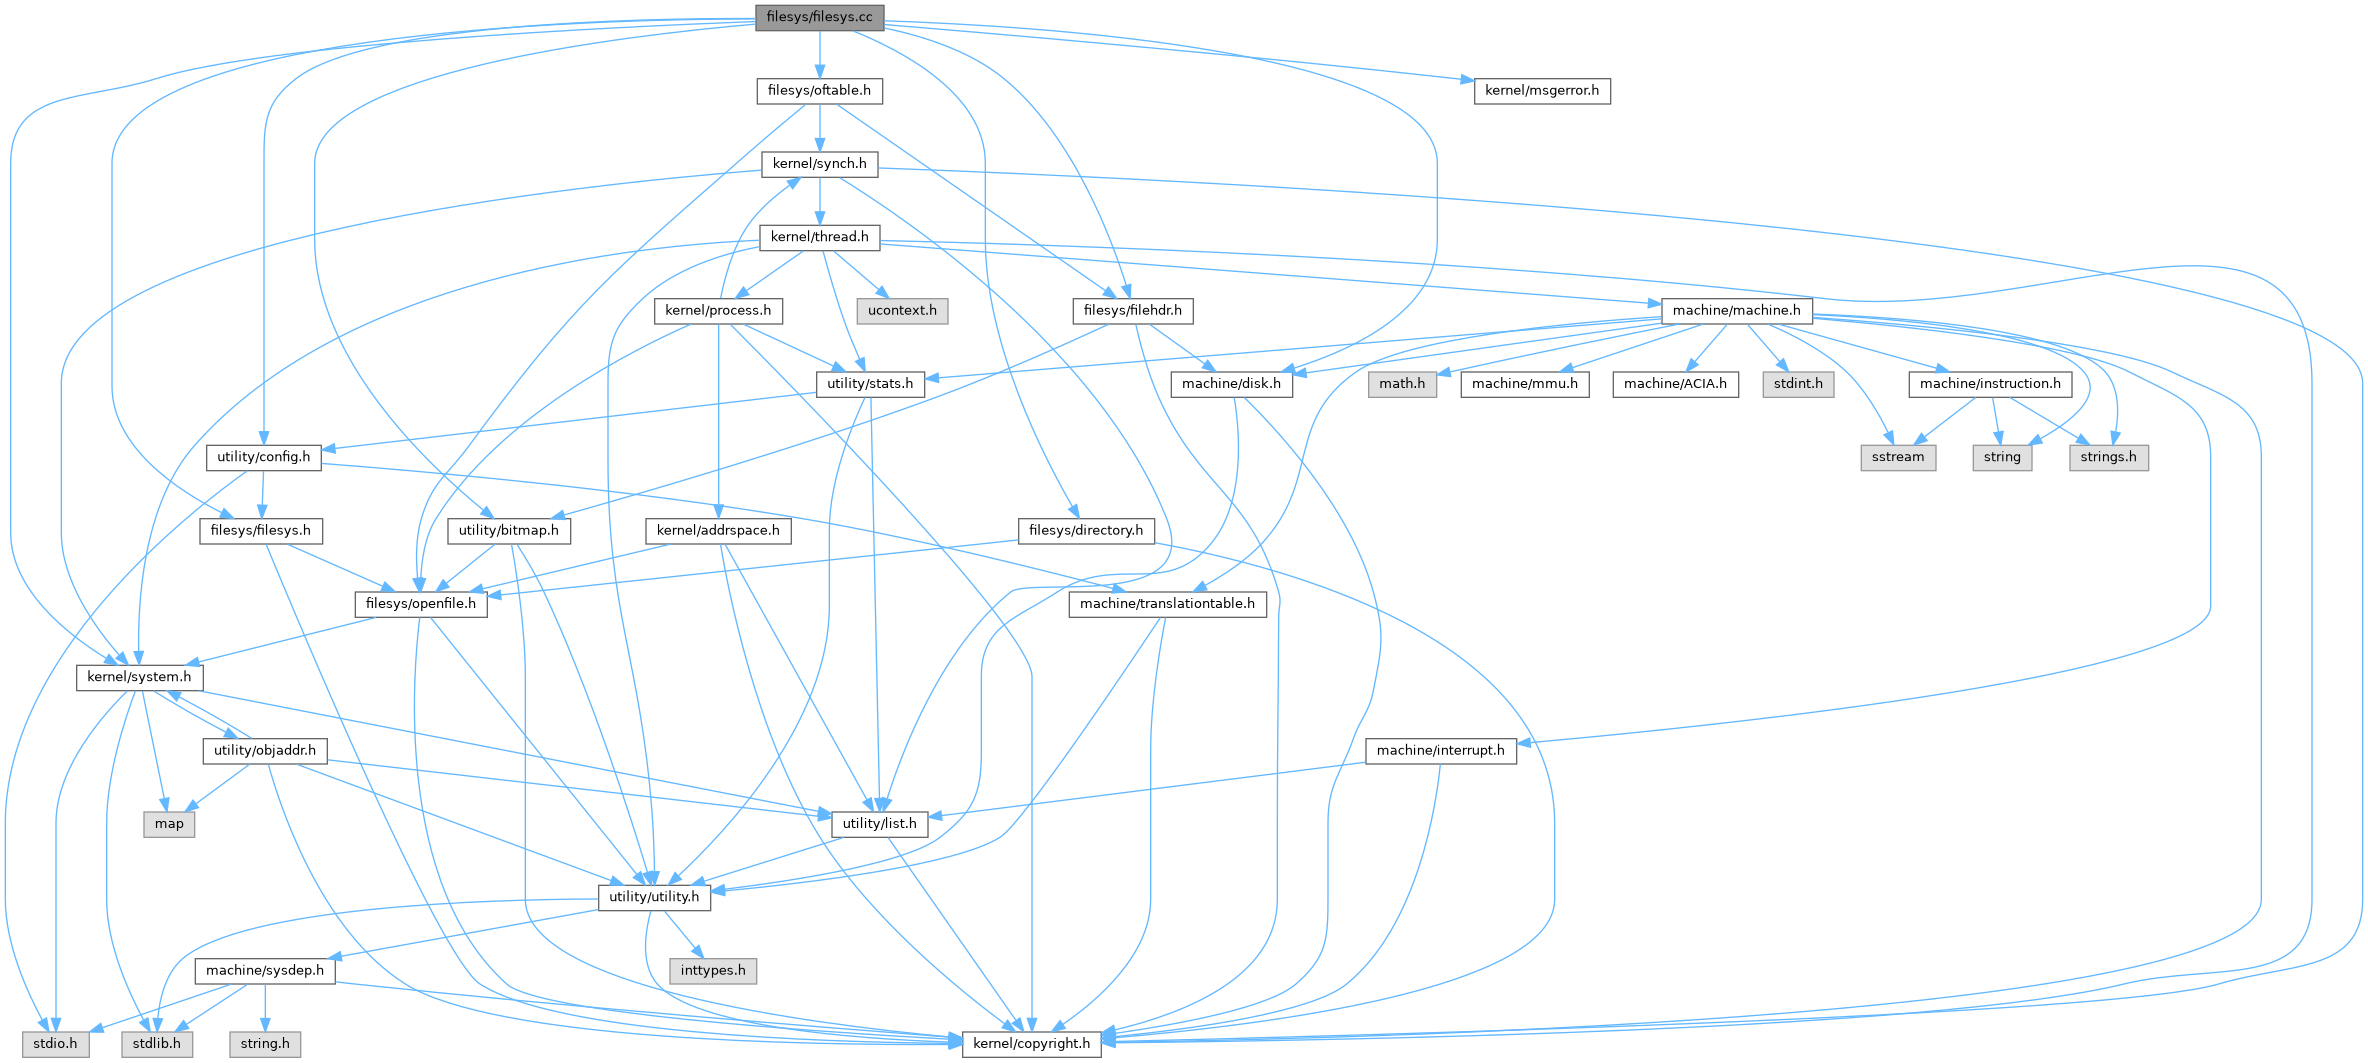 filesys/filesys.cc
filesys/oftable.h
kernel/msgerror.h
kernel/synch.h
kernel/thread.h
kernel/process.h
ucontext.h
filesys/filehdr.h
machine/machine.h
utility/stats.h
machine/disk.h
math.h
machine/mmu.h
machine/ACIA.h
stdint.h
machine/instruction.h
utility/config.h
sstream
string
strings.h
filesys/filesys.h
utility/bitmap.h
kernel/addrspace.h
filesys/directory.h
filesys/openfile.h
machine/translationtable.h
kernel/system.h
utility/objaddr.h
machine/interrupt.h
map
utility/list.h
utility/utility.h
machine/sysdep.h
inttypes.h
stdio.h
stdlib.h
string.h
kernel/copyright.h